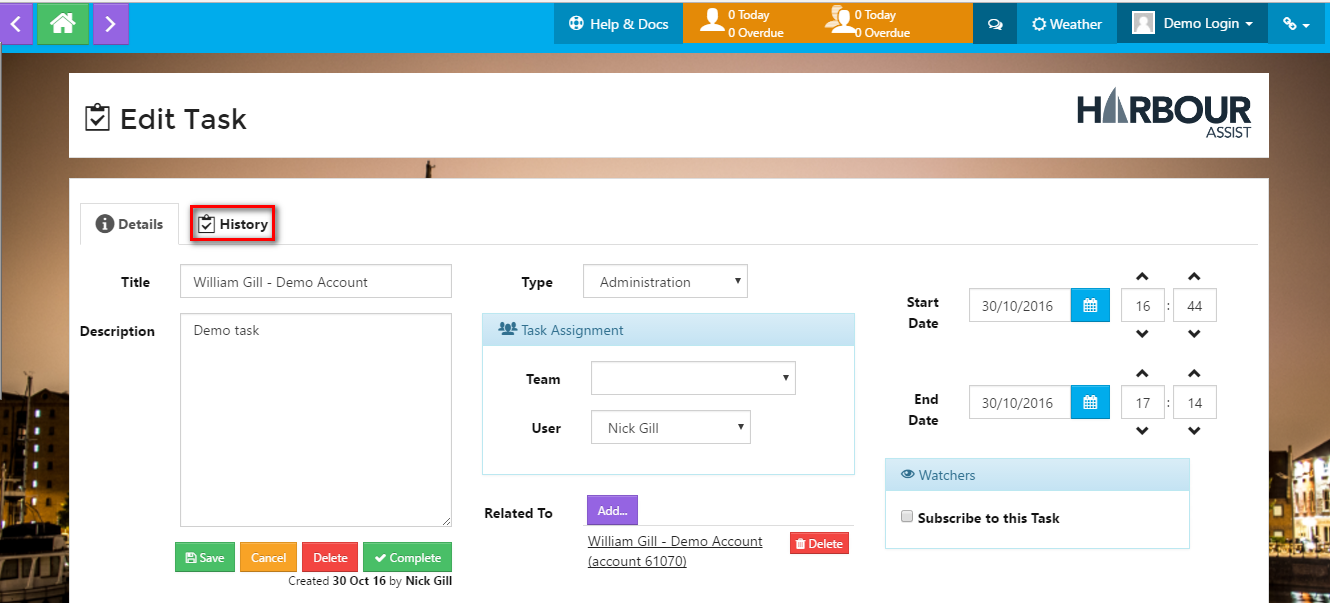 Help & Docs
0 Today
0 Overdue
0 Today
0 Overdue
Weather
Demo Login
Edit Task
HARBOUR
ASSIST
Details
History
Title
William Gill - Demo Account
Description
Demo task
Save
Cancel
Delete
Complete
Created 30 Oct 16 by Nick Gill
Type
Administration
Task Assignment
Team
User
Nick Gill
Related To
Add...
William Gill - Demo Account
(account 61070)
Delete
Start
Date
30/10/2016
16 : 44
End
Date
30/10/2016
17 : 14
Watchers
Subscribe to this Task